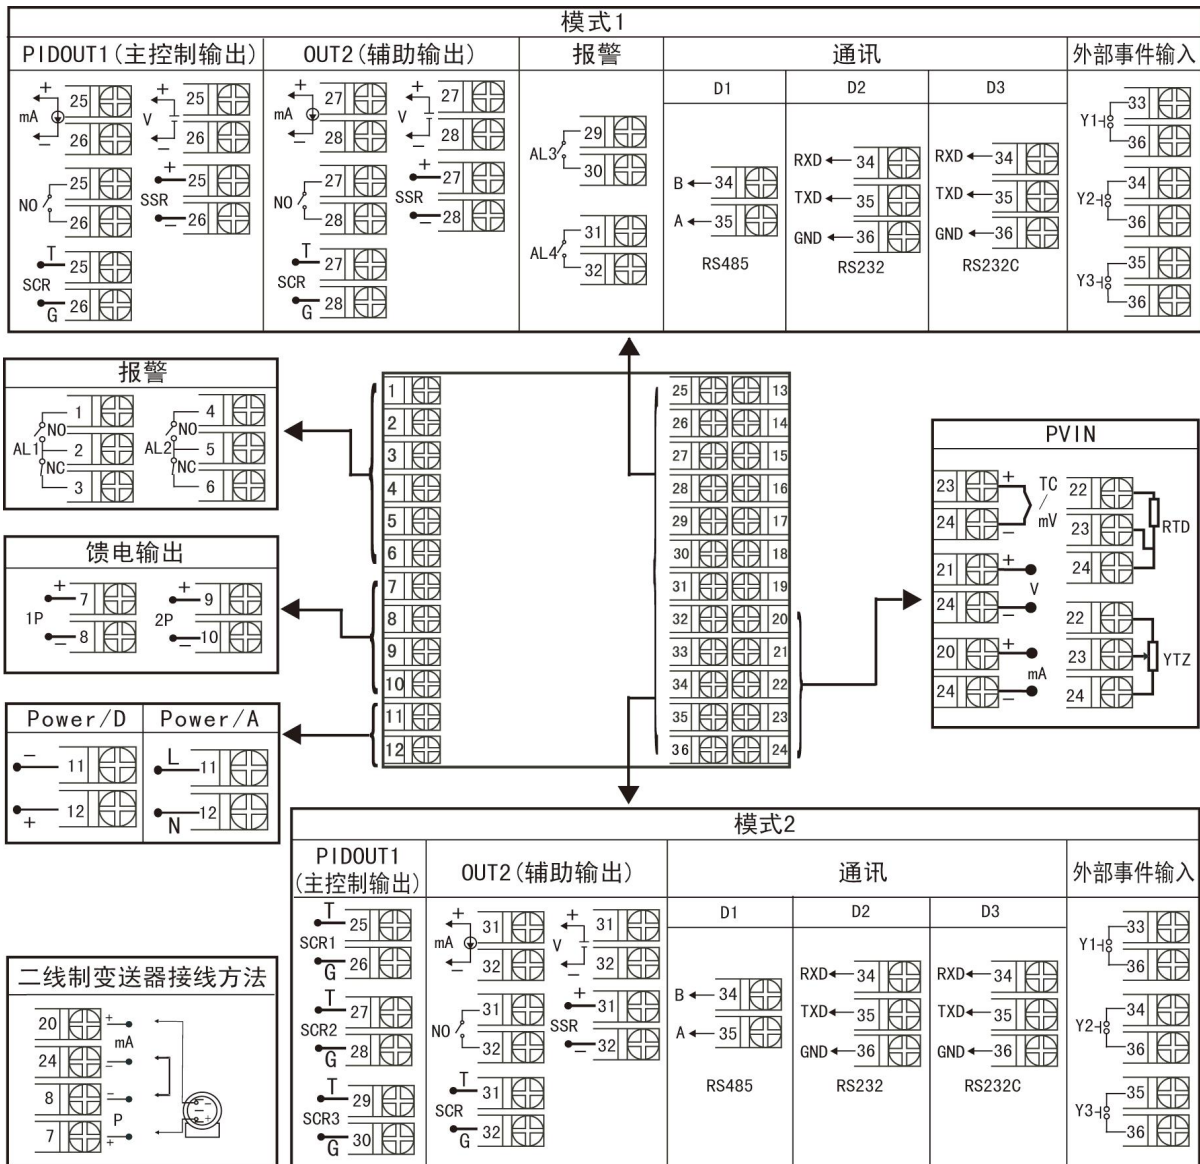 模式1
PIDOUT1(主控制输出) OUT2(辅助输出) 报警 通讯 外部事件输入
D1 D2 D3
+ 25 + 25 + 27 + 27
mA V mA V
- 26 - 26 - 28 - 28
25 + 25 27 + 27
NO SSR NO SSR
26 - 26 28 - 28
T 25 T 27
SCR SCR
G 26 G 28
AL3 29
30
AL4 31
32
B 34
A 35
RS485
RXD 34
TXD 35
GND 36
RS232
RXD 34
TXD 35
GND 36
RS232C
33
Y1
36
34
Y2
36
35
Y3
36
报警
1 4
NO NO
AL1 2 AL2 5
NC NC
3 6
馈电输出
+ 7 + 9
1P 2P
- 8 - 10
Power/D Power/A
- 11 L 11
+ 12 N 12
1 25 13
2 26 14
3 27 15
4 28 16
5 29 17
6 30 18
7 31 19
8 32 20
9 33 21
10 34 22
11 35 23
12 36 24
PVIN
23 + TC 22
/
24 - mV 23 RTD
21 + 24
V
24 - 22
20 + 23 YTZ
mA
24 - 24
二线制变送器接线方法
20 +
mA
24 -
8 -
P
7 +
- +
模式2
PIDOUT1
(主控制输出) OUT2(辅助输出) 通讯 外部事件输入
D1 D2 D3
T 25
SCR1
G 26
T 27
SCR2
G 28
T 29
SCR3
G 30
+ 31 + 31
mA V
- 32 - 32
31 + 31
NO SSR
32 - 32
T 31
SCR
G 32
B 34
A 35
RS485
RXD 34
TXD 35
GND 36
RS232
RXD 34
TXD 35
GND 36
RS232C
33
Y1
36
34
Y2
36
35
Y3
36